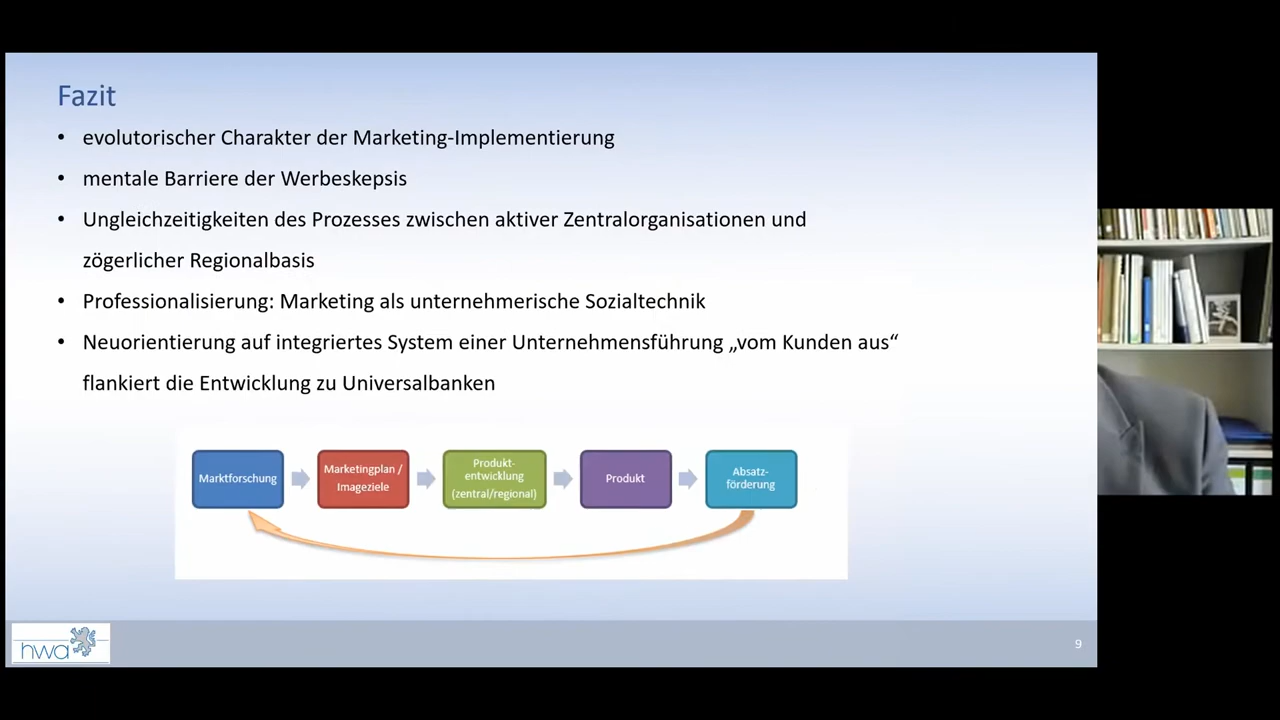 Fazit
• evolutorischer Charakter der Marketing-Implementierung
• mentale Barriere der Werbeskepsis
• Ungleichzeitigkeiten des Prozesses zwischen aktiver Zentralorganisationen und
zögerlicher Regionalbasis
• Professionalisierung: Marketing als unternehmerische Sozialtechnik
• Neuorientierung auf integriertes System einer Unternehmensführung „vom Kunden aus“
flankiert die Entwicklung zu Universalbanken
Marktforschung
Marketingplan /
Imageziele
Produkt-
entwicklung
(zentral/regional)
Produkt
Absatz-
förderung
hwa
9